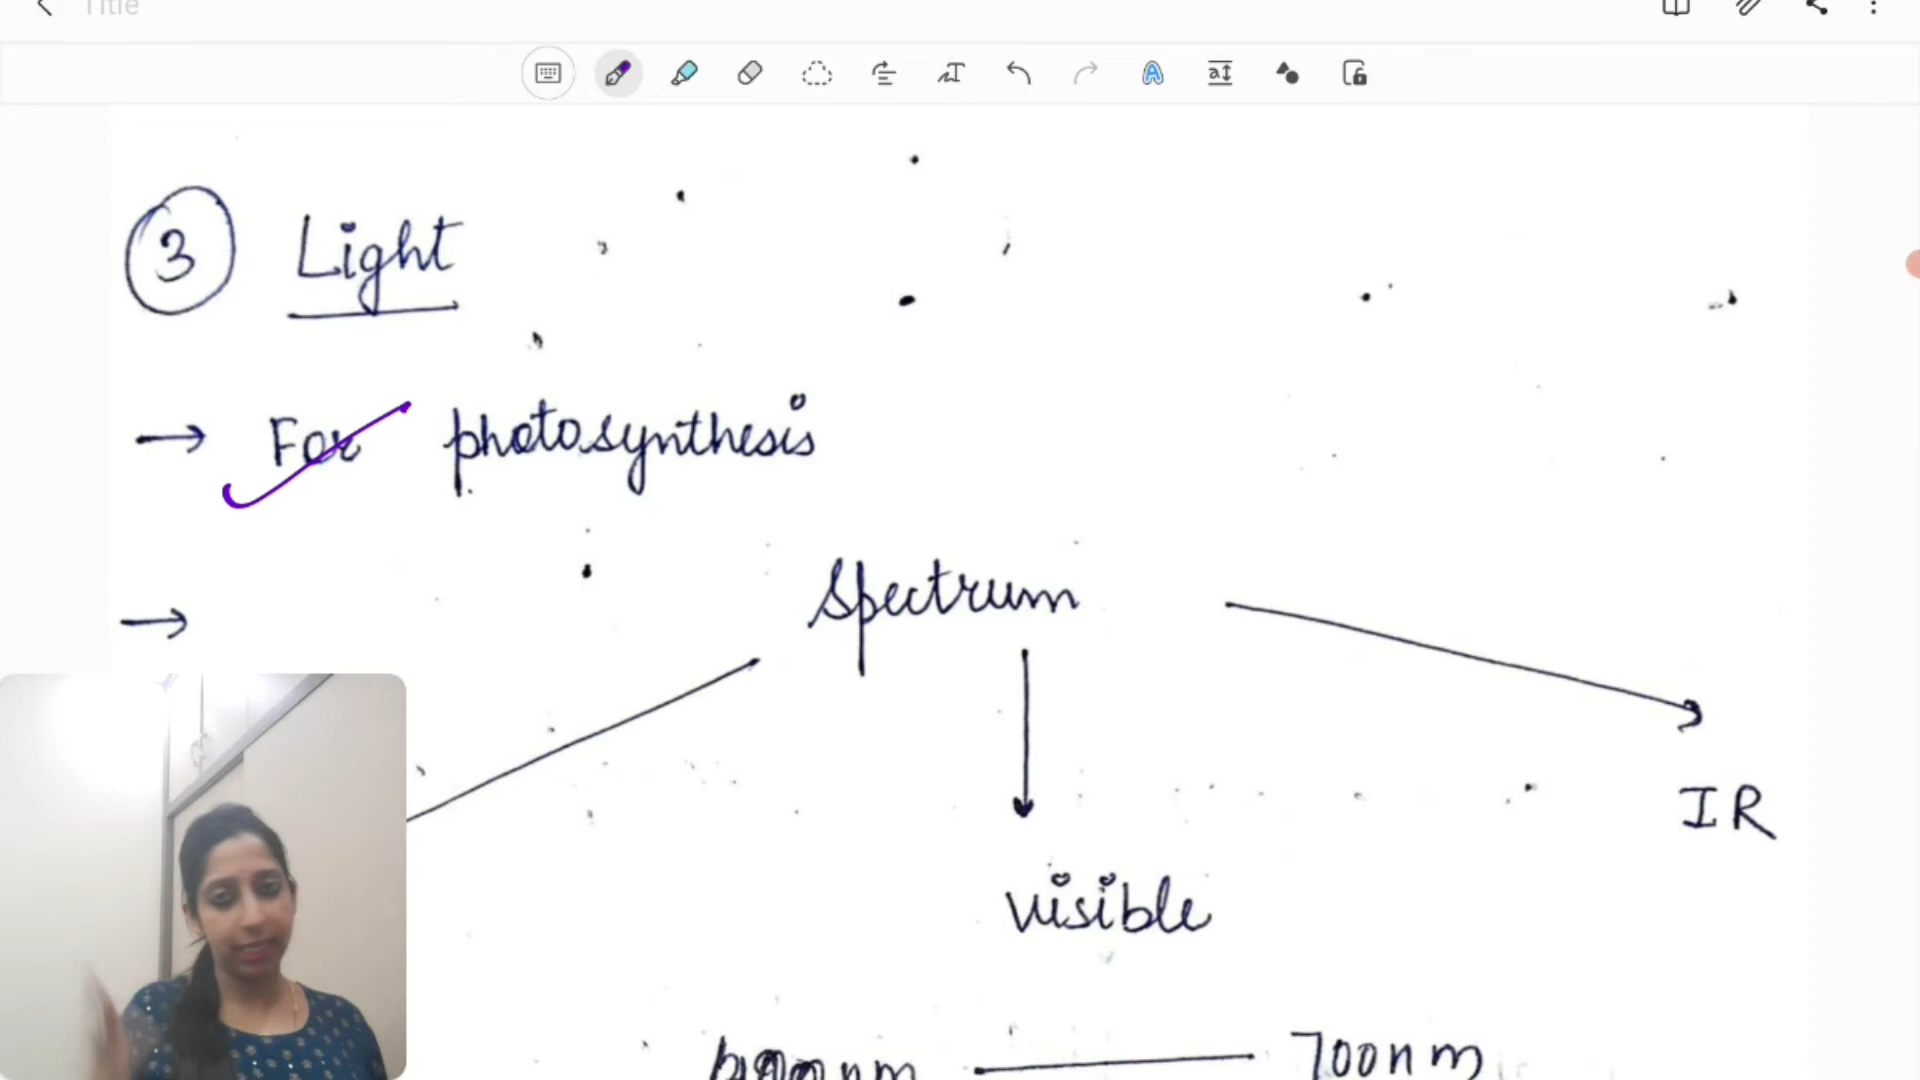 Title
3 Light
→ For photosynthesis
→ Spectrum
IR
visible
700nm